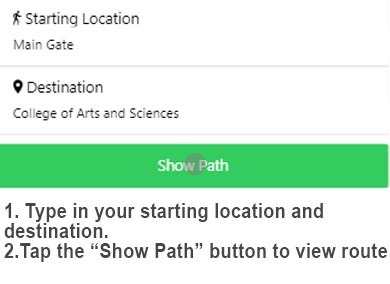 Starting Location
Main Gate
Destination
College of Arts and Sciences
Show Path
1. Type in your starting location and
destination.
2.Tap the “Show Path” button to view route